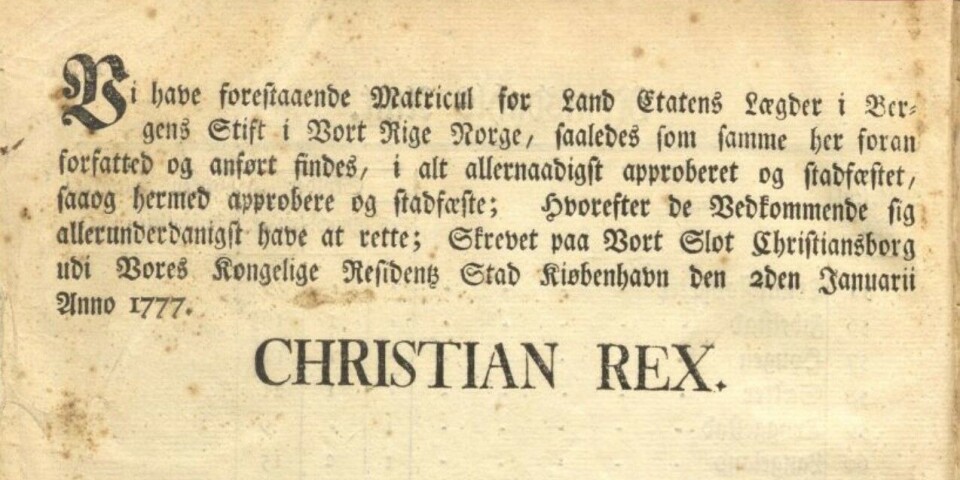 Vi have forestaaende Matricul for Land Etatens Lægder i Ber-
gens Stift i Vort Rige Norge, saaledes som samme her foran
forfatted og anført findes, i alt allernaadigst approberet og stadfæstet,
saaog hermed approbere og stadfæste; Hvorefter de Vedkommende sig
allerunderdanigst have at rette; Skrevet paa Vort Slot Christiansborg
udi Vores Kongelige Residentz Stad Kiøbenhavn den 2den Januarii
Anno 1777.
CHRISTIAN REX.